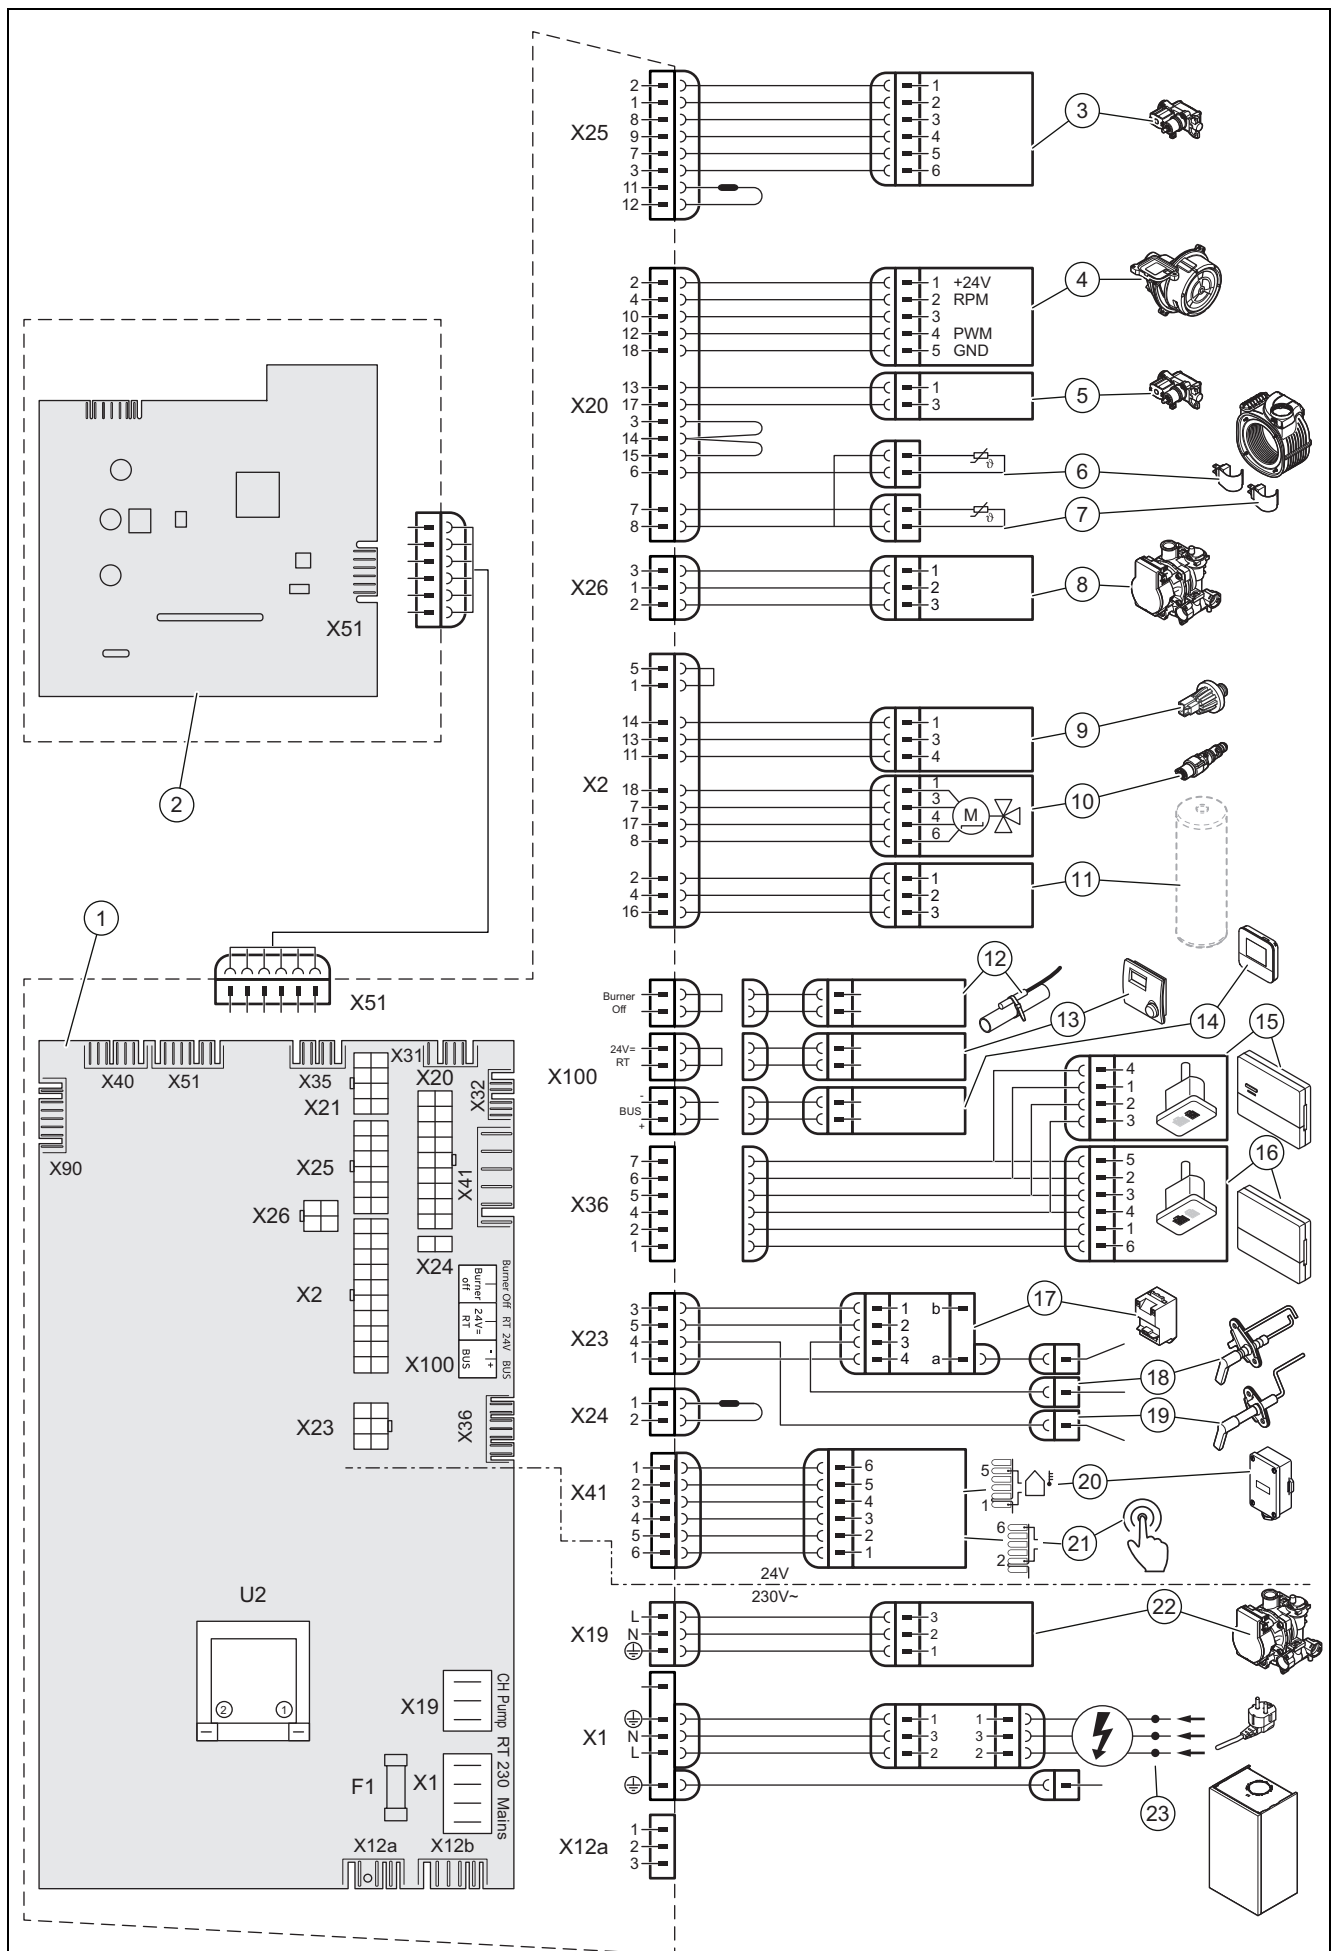 X25
2
1
8
9
7
3
11
12
1
2
3
4
5
6
3
X20
2
4
10
12
18
13
17
3
14
15
6
7
8
1 +24V
2 RPM
3
4 PWM
5 GND
4
1
3
5
ϑ
6
ϑ
7
X26
3
1
2
1
2
3
8
X51
2
X2
5
1
14
13
11
18
7
17
8
2
4
16
1
3
4
9
1
3
4
6
M
10
1
2
3
11
1
X51
X100
Burner
Off
24V=
RT
-
BUS
+
12
13
14
15
4
1
2
3
X36
7
6
5
4
2
1
5
2
3
4
1
6
16
X40
X51
X35
X31
X20
X32
X21
X90
X25
X41
X26
X24
X2
Burner Off RT 24V BUS
Burner
off
24V=
RT
- +
BUS
X100
X23
X36
X23
3
5
4
1
1
2
3
4
b
a
17
18
19
X24
1
2
X41
1
2
3
4
5
6
6
5
4
3
2
1
5
1
20
6
2
21
24V
230V~
U2
2
1
X19
CH Pump RT 230 Mains
F1
X1
X12a
X12b
X19
L
N
3
2
1
22
X1
N
L
1
3
2
1
3
2
23
X12a
1
2
3